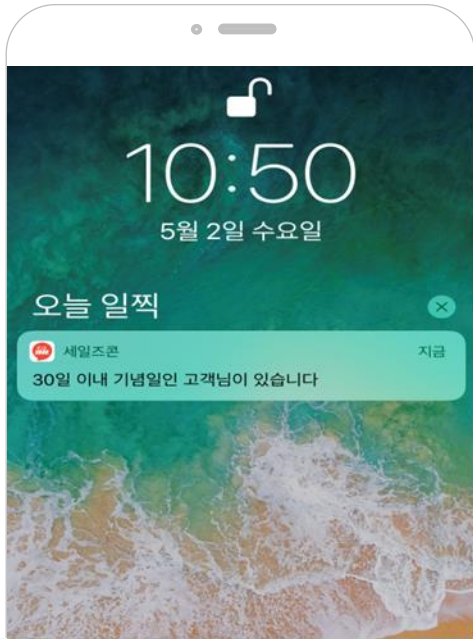 10:50
5월 2일 수요일
오늘 일찍
세일즈콘 지금
30일 이내 기념일인 고객님이 있습니다